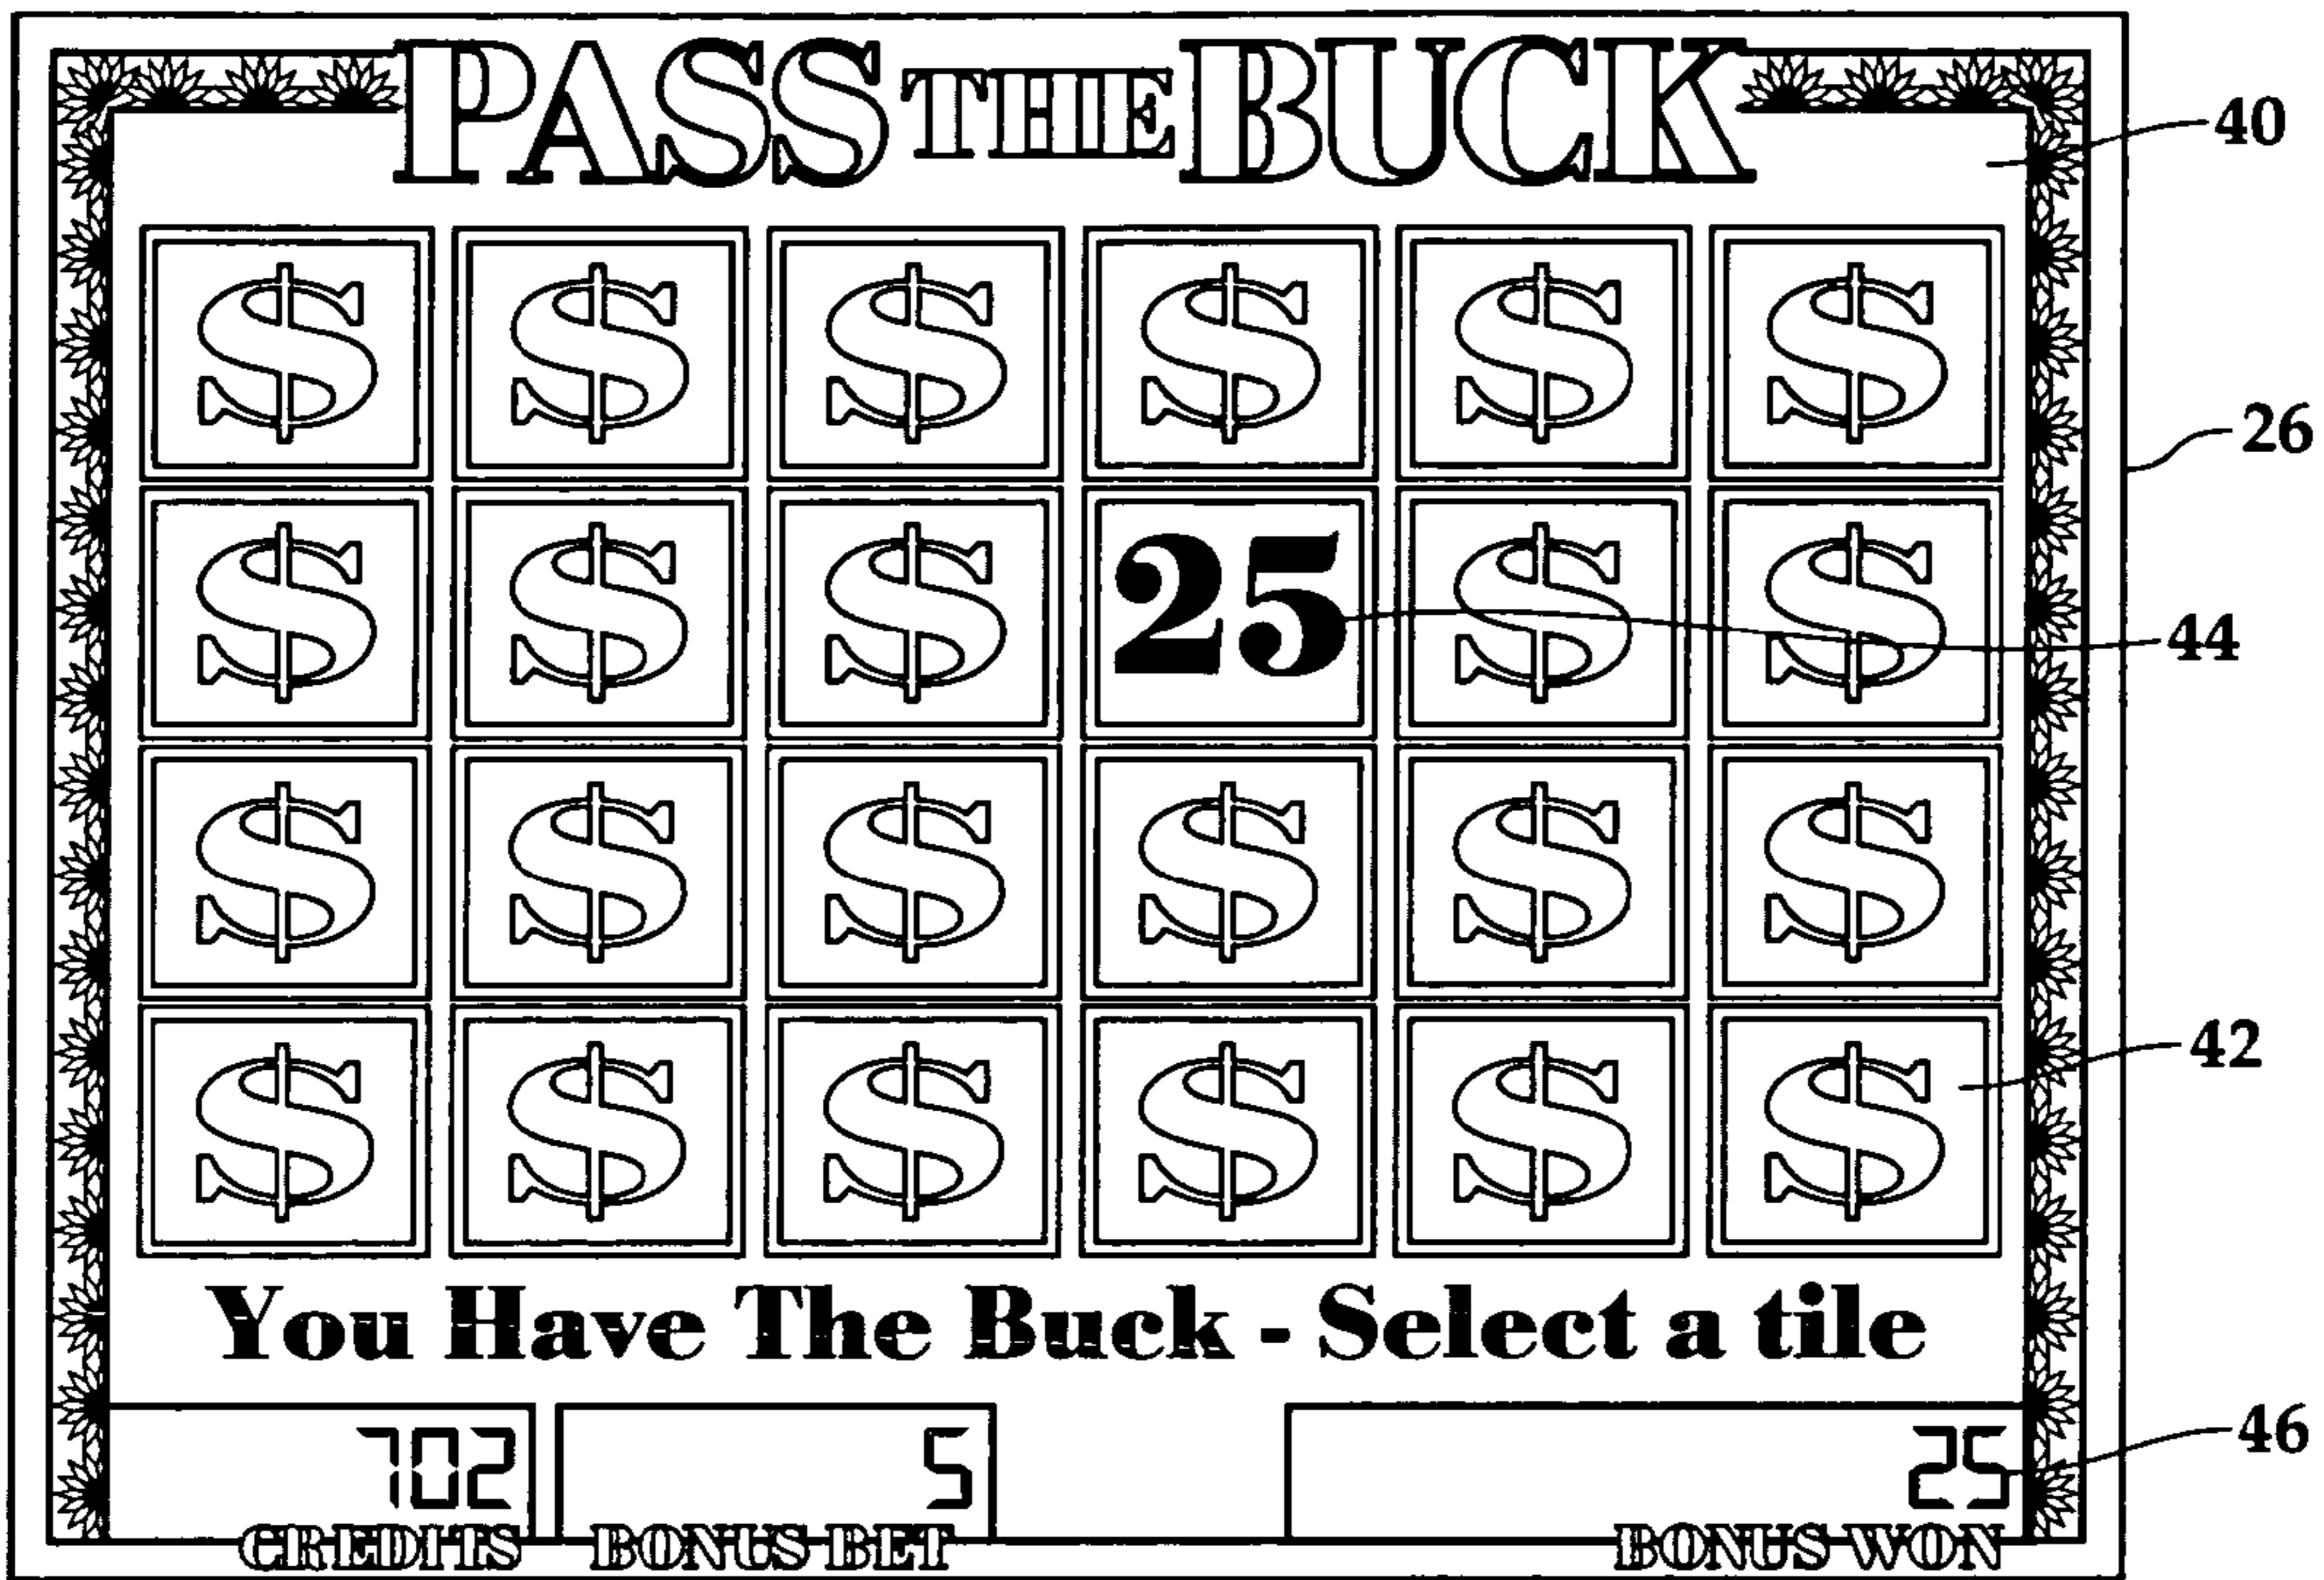 PASS THE BUCK
40
$ $ $ $ $ $
26
$ $ $ 25 $ $
44
$ $ $ $ $ $
$ $ $ $ $ $
42
You Have The Buck - Select a tile
702 5 25
46
CREDITS BONUS BET BONUS WON